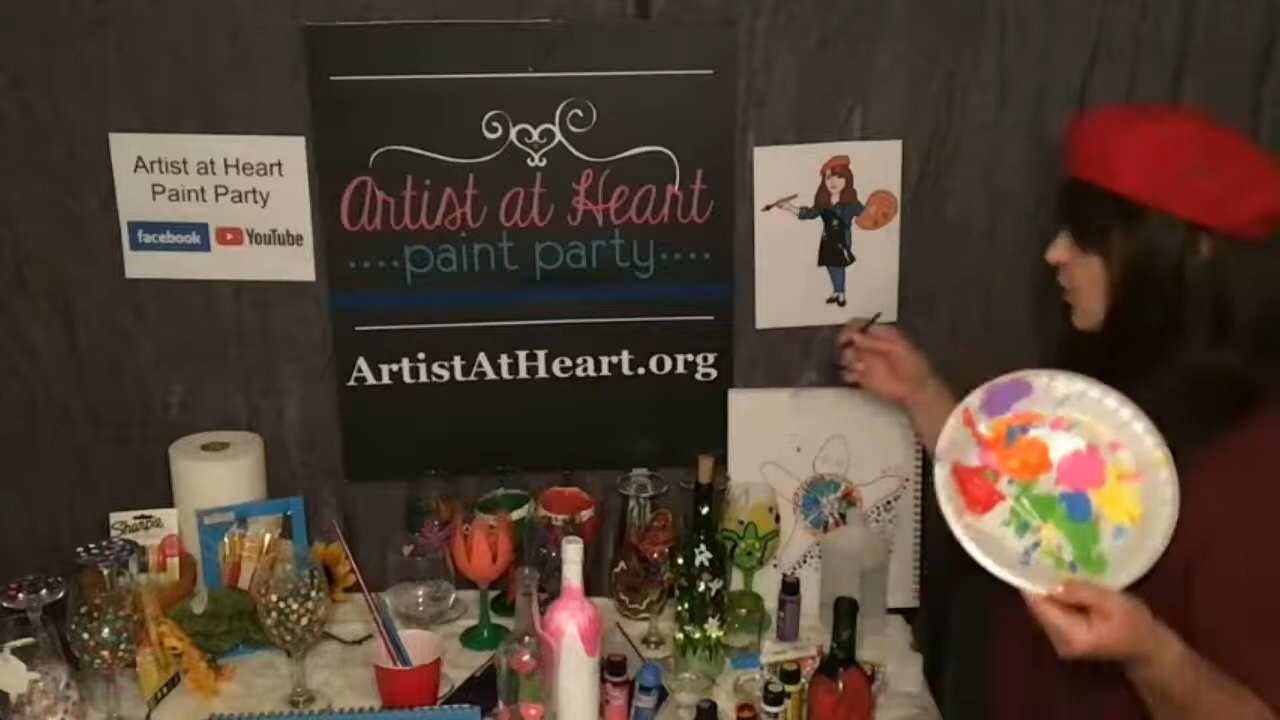 Artist at Heart
Paint Party
facebook
YouTube
Artist at Heart
paint party
ArtistAtHeart.org
Sharpie